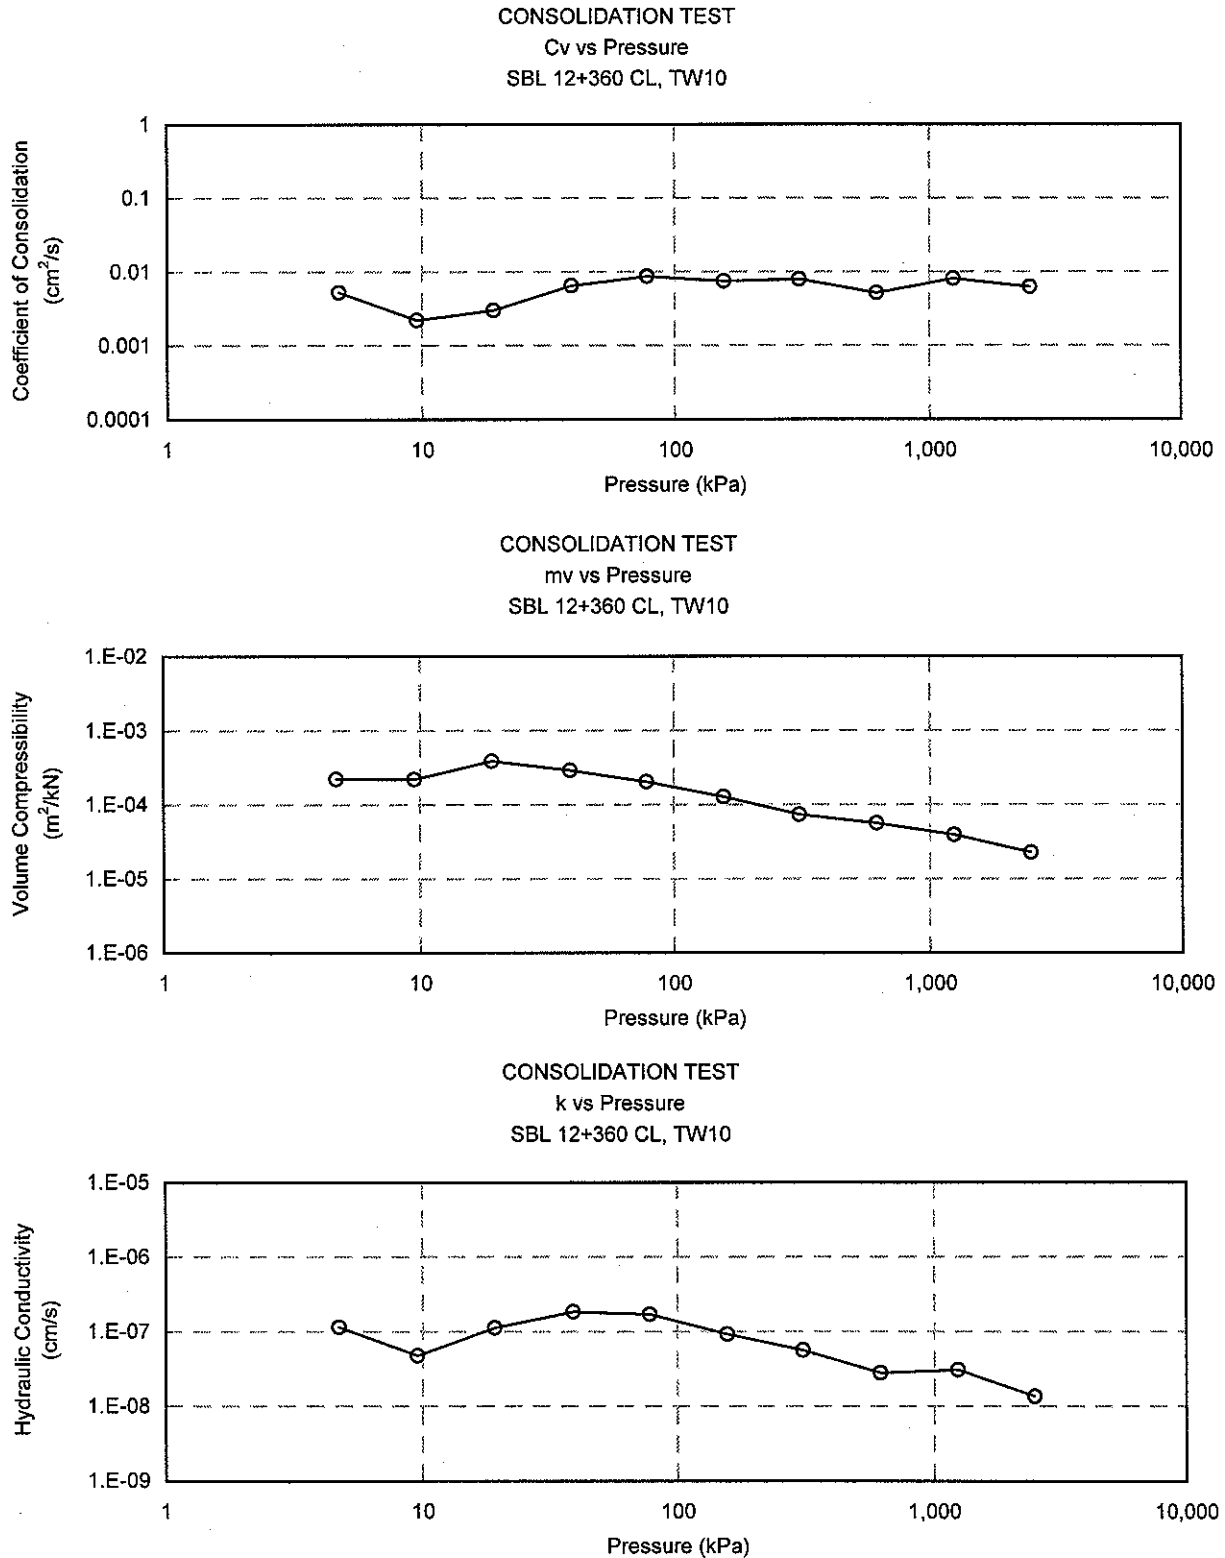 CONSOLIDATION TEST
Cv vs Pressure
SBL 12+360 CL, TW10
Coefficient of Consolidation
(cm²/s)
1
0.1
0.01
0.001
0.0001
1 10 100 1,000 10,000
Pressure (kPa)
CONSOLIDATION TEST
mv vs Pressure
SBL 12+360 CL, TW10
Volume Compressibility
(m²/kN)
1.E-02
1.E-03
1.E-04
1.E-05
1.E-06
1 10 100 1,000 10,000
Pressure (kPa)
CONSOLIDATION TEST
k vs Pressure
SBL 12+360 CL, TW10
Hydraulic Conductivity
(cm/s)
1.E-05
1.E-06
1.E-07
1.E-08
1.E-09
1 10 100 1,000 10,000
Pressure (kPa)